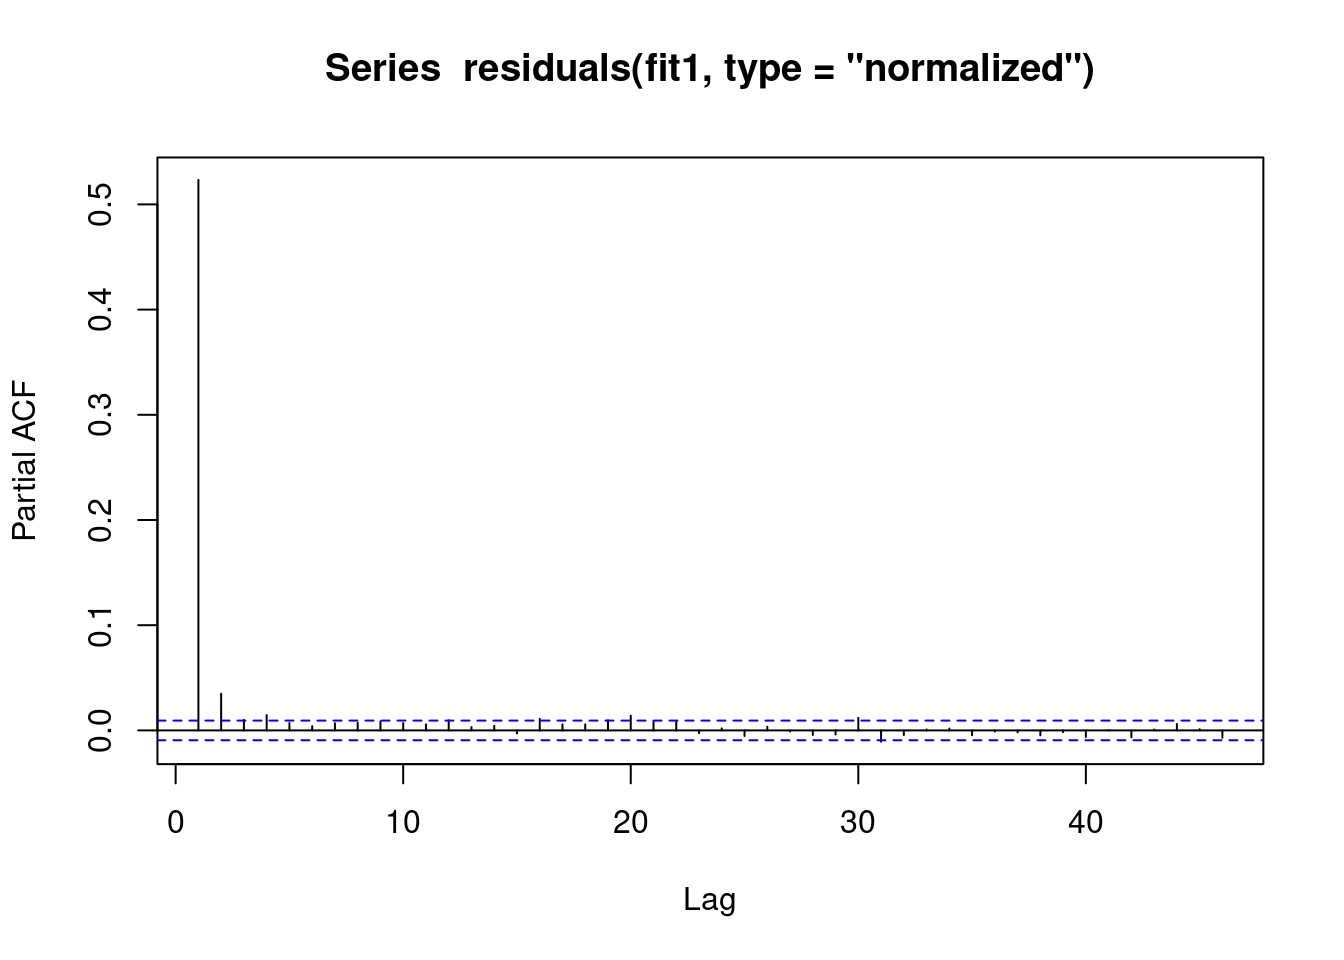 Series  residuals(fit1, type = "normalized")
Partial ACF
0.5
0.4
0.3
0.2
0.1
0.0
0 10 20 30 40
Lag